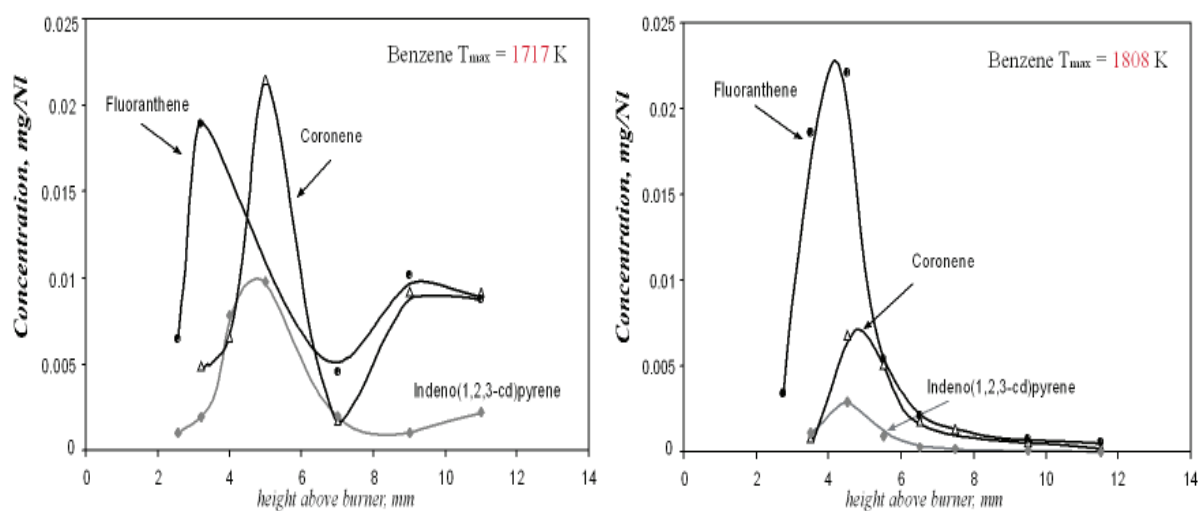 Concentration, mg/Nl
0.025
0.02
0.015
0.01
0.005
0
Benzene Tmax = 1717 K
Fluoranthene
Coronene
Indeno(1,2,3-cd)pyrene
0 2 4 6 8 10 12 14
height above burner, mm
Concentration, mg/Nl
0.025
0.02
0.015
0.01
0.005
0
Benzene Tmax = 1808 K
Fluoranthene
Coronene
Indeno(1,2,3-cd)pyrene
0 2 4 6 8 10 12 14
height above burner, mm